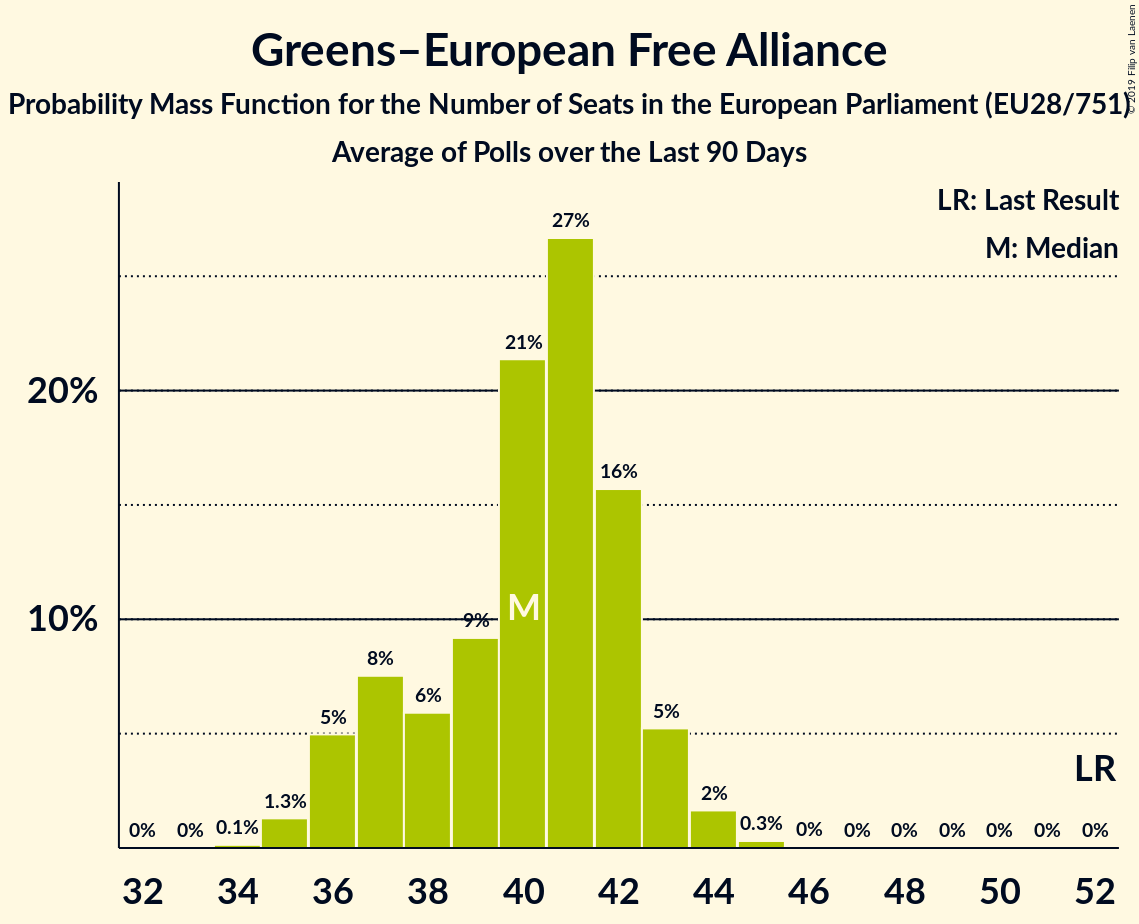 Greens–European Free Alliance
Probability Mass Function for the Number of Seats in the European Parliament (EU28/751)
Average of Polls over the Last 90 Days
© 2019 Filip van Laenen
LR: Last Result
M: Median
20%
10%
0%
0%
0.1%
1.3%
5%
8%
6%
9%
21%
27%
16%
5%
2%
0.3%
0%
0%
0%
0%
0%
0%
0%
M
LR
32 34 36 38 40 42 44 46 48 50 52